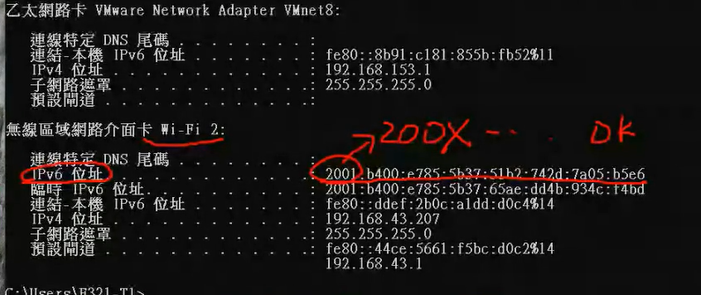 乙太網路卡 VMware Network Adapter VMnet8:
連線特定 DNS 尾碼 . . . . . . . . :
連結-本機 IPv6 位址 . . . . . . . : fe80::8b91:c181:855b:fb52%11
IPv4 位址 . . . . . . . . . . . . : 192.168.153.1
子網路遮罩 . . . . . . . . . . . .: 255.255.255.0
預設閘道 . . . . . . . . . . . . .:
無線區域網路介面卡 Wi-Fi 2:
200X --- . OK
連線特定 DNS 尾碼 . . . . . . . . :
IPv6 位址 . . . . . . . . . . . . : 2001:b400:e785:5b37:51b2:742d:7a05:b5e6
臨時 IPv6 位址. . . . . . . . . . : 2001:b400:e785:5b37:65ae:dd4b:934c:f4bd
連結-本機 IPv6 位址 . . . . . . . : fe80::ddef:2b0c:a1dd:d0c4%14
IPv4 位址 . . . . . . . . . . . . : 192.168.43.207
子網路遮罩 . . . . . . . . . . . .: 255.255.255.0
預設閘道 . . . . . . . . . . . . .: fe80::44ce:5661:f5bc:d0c2%14
192.168.43.1
C:\Users\E321-T1>